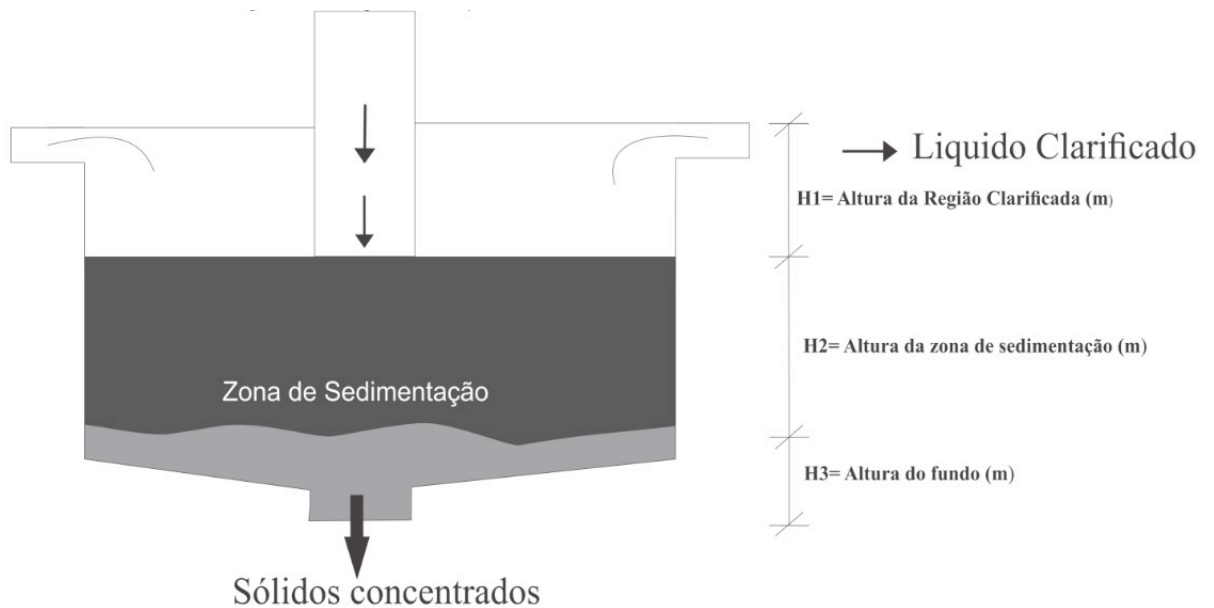 Liquido Clarificado
H1= Altura da Região Clarificada (m)
H2= Altura da zona de sedimentação (m)
Zona de Sedimentação
H3= Altura do fundo (m)
Sólidos concentrados